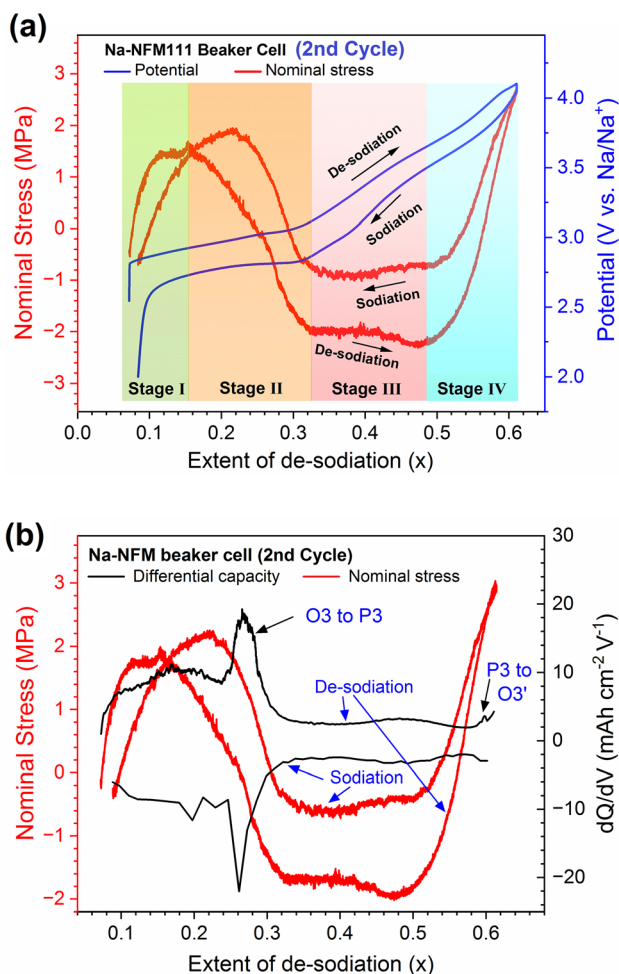 (a)
Na-NFM111 Beaker Cell (2nd Cycle)
Potential Nominal stress
3
2
1
0
−1
−2
−3
Nominal Stress (MPa)
De-sodiation
Sodiation
Sodiation
De-sodiation
Stage I Stage II Stage III Stage IV
4.0
3.5
3.0
2.5
2.0
Potential (V vs. Na/Na+)
0.0 0.1 0.2 0.3 0.4 0.5 0.6
Extent of de-sodiation (x)
(b)
Na-NFM beaker cell (2nd Cycle)
Differential capacity Nominal stress
3
2
1
0
−1
−2
Nominal Stress (MPa)
O3 to P3
P3 to
O3'
De-sodiation
Sodiation
30
20
10
0
−10
−20
dQ/dV (mAh cm−2 V−1)
0.1 0.2 0.3 0.4 0.5 0.6
Extent of de-sodiation (x)